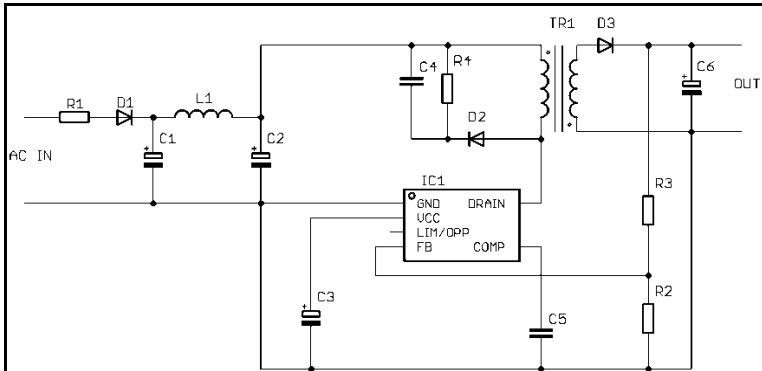 TR1 D3
C4 R4 C6
OUT
R1 D1 L1 D2
C1 C2
AC IN
IC1
GND DRAIN
VCC
LIM/OPP
FB COMP
R3
C3 R2
C5